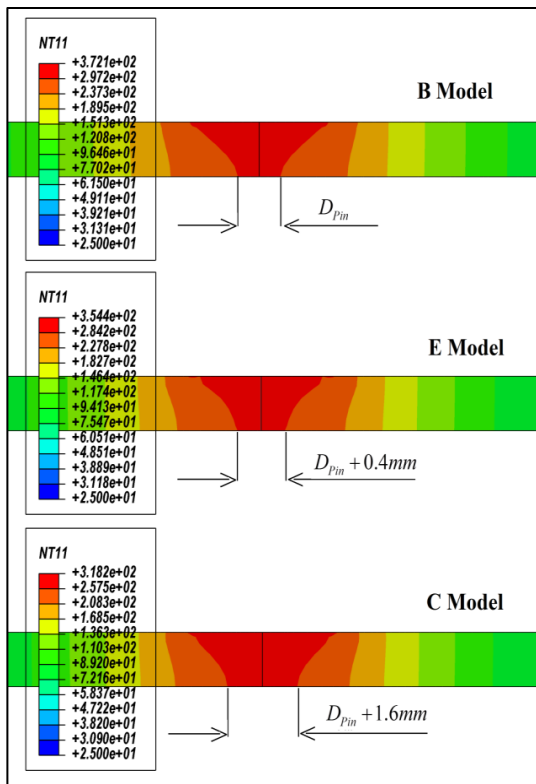 NT11
+3.721e+02
+2.972e+02
+2.373e+02
+1.895e+02
+1.513e+02
+1.208e+02
+9.646e+01
+7.702e+01
+6.150e+01
+4.911e+01
+3.921e+01
+3.131e+01
+2.500e+01
B Model
D_Pin
NT11
+3.544e+02
+2.842e+02
+2.278e+02
+1.827e+02
+1.464e+02
+1.174e+02
+9.413e+01
+7.547e+01
+6.051e+01
+4.851e+01
+3.889e+01
+3.118e+01
+2.500e+01
E Model
D_Pin + 0.4mm
NT11
+3.182e+02
+2.575e+02
+2.083e+02
+1.685e+02
+1.363e+02
+1.103e+02
+8.920e+01
+7.216e+01
+5.837e+01
+4.722e+01
+3.820e+01
+3.090e+01
+2.500e+01
C Model
D_Pin +1.6mm